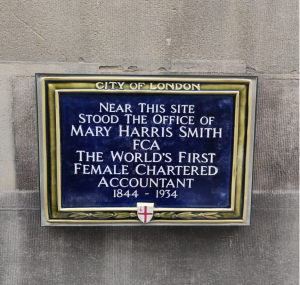 CITY OF LONDON
NEAR THIS SITE
STOOD THE OFFICE OF
MARY HARRIS SMITH
FCA
THE WORLD'S FIRST
FEMALE CHARTERED
ACCOUNTANT
1844 - 1934